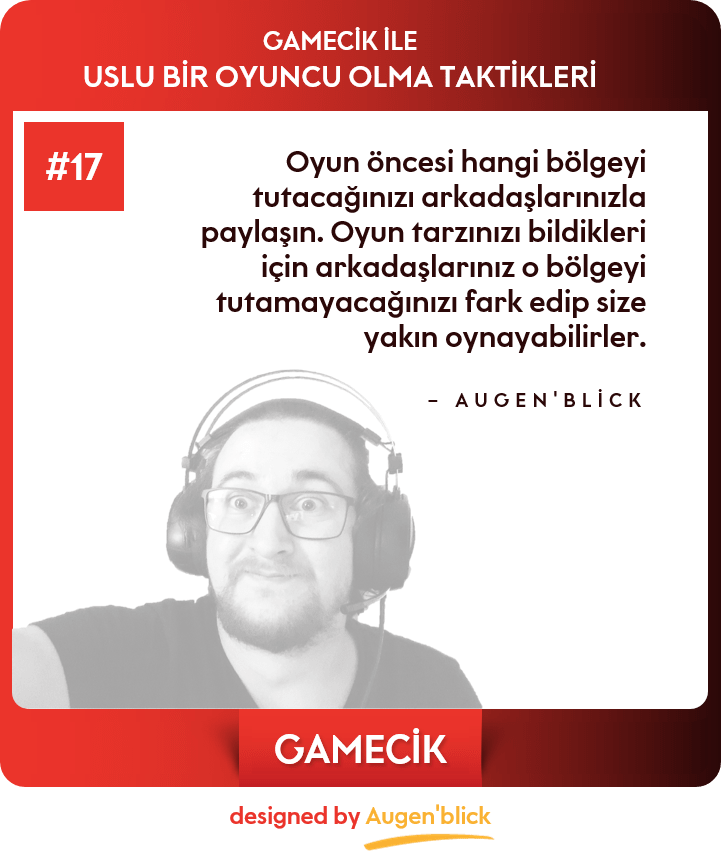 GAMECİK İLE
USLU BİR OYUNCU OLMA TAKTİKLERİ
#17
Oyun öncesi hangi bölgeyi
tutacağınızı arkadaşlarınızla
paylaşın. Oyun tarzınızı bildikleri
için arkadaşlarınız o bölgeyi
tutamayacağınızı fark edip size
yakın oynayabilirler.
– AUGEN'BLİCK
GAMECİK
designed by Augen'blick